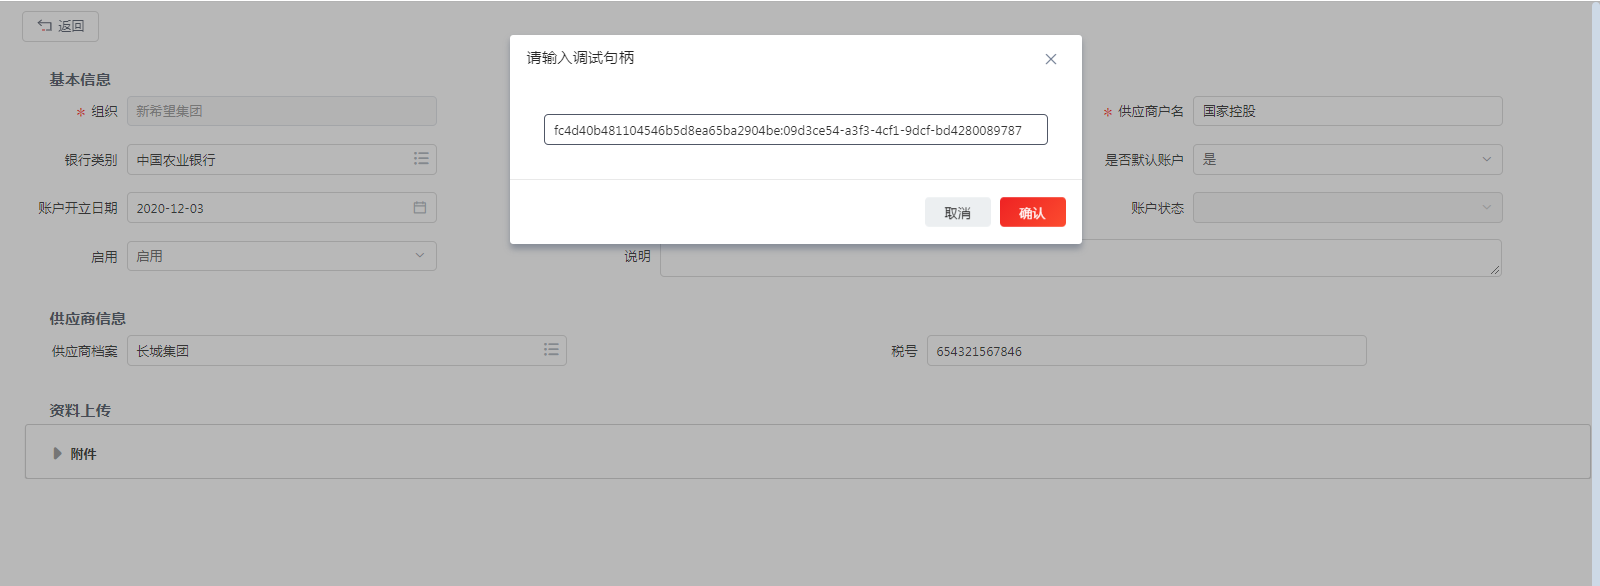 返回
请输入调试句柄
fc4d40b481104546b5d8ea65ba2904be:09d3ce54-a3f3-4cf1-9dcf-bd4280089787
取消 确认
基本信息
* 组织 新希望集团
* 供应商户名 国家控股
银行类别 中国农业银行
是否默认账户 是
账户开立日期 2020-12-03
账户状态
启用 启用
说明
供应商信息
供应商档案 长城集团
税号 654321567846
资料上传
附件